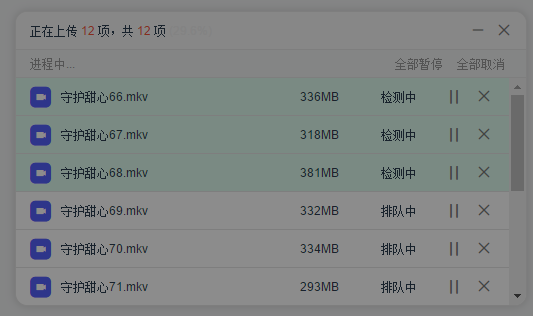 正在上传 12 项，共 12 项 (29.8%)
进程中... 全部暂停 全部取消
守护甜心66.mkv 336MB 检测中
守护甜心67.mkv 318MB 检测中
守护甜心68.mkv 381MB 检测中
守护甜心69.mkv 332MB 排队中
守护甜心70.mkv 334MB 排队中
守护甜心71.mkv 293MB 排队中